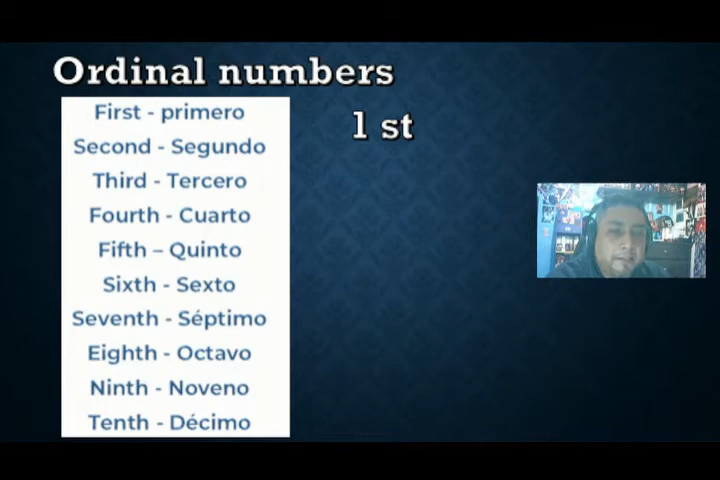 Ordinal numbers
First - primero
Second - Segundo
Third - Tercero
Fourth - Cuarto
Fifth – Quinto
Sixth - Sexto
Seventh - Séptimo
Eighth - Octavo
Ninth - Noveno
Tenth - Décimo
1 st